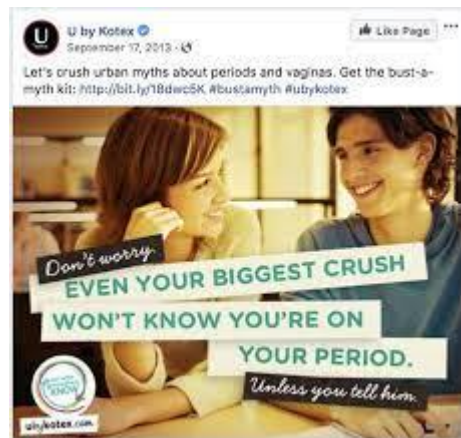 U by Kotex
September 17, 2013
Like Page
Let's crush urban myths about periods and vaginas. Get the bust-a-
myth kit: http://bit.ly/18dwc5K #bustamyth #ubykotex
Don't worry.
EVEN YOUR BIGGEST CRUSH
WON'T KNOW YOU'RE ON
YOUR PERIOD.
Unless you tell him.
KNOW
ubykotex.com